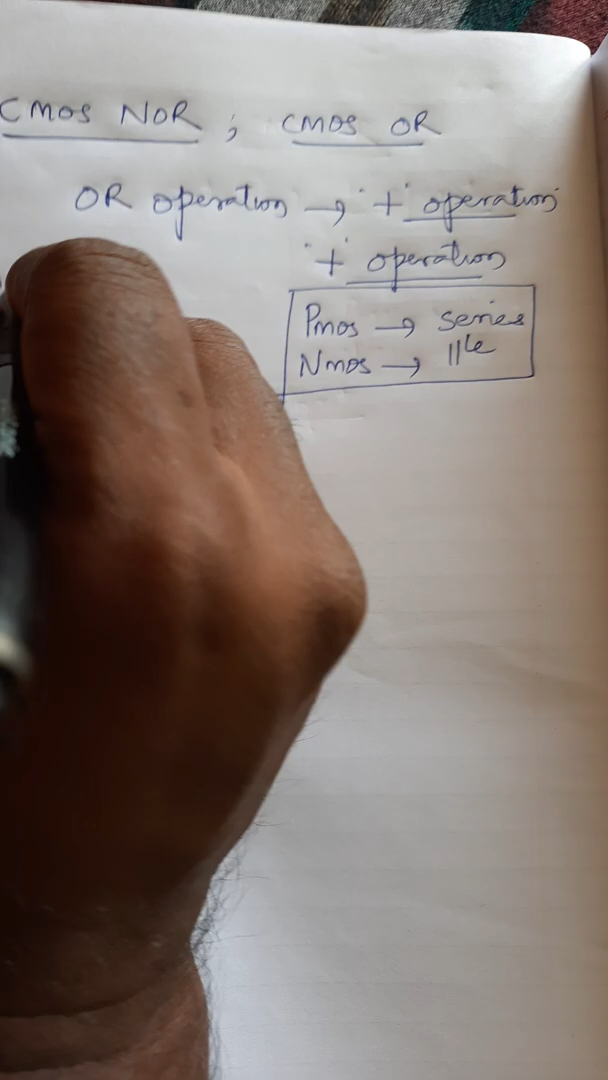 CMOS NOR ; CMOS OR
OR operation → '+' operation
'+' operation
Pmos → series
Nmos → ||le